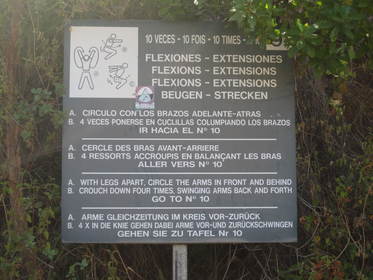 10 VECES - 10 FOIS - 10 TIMES -
FLEXIONES - EXTENSIONES
FLEXIONS - EXTENSIONS
FLEXIONS - EXTENSIONS
BEUGEN - STRECKEN
A. CIRCULO CON LOS BRAZOS ADELANTE-ATRAS
B. 4 VECES PONERSE EN CUCLILLAS COLUMPIANDO LOS BRAZOS
IR HACIA EL Nº 10
A. CERCLE DES BRAS AVANT-ARRIERE
B. 4 RESSORTS ACCROUPIS EN BALANÇANT LES BRAS
ALLER VERS Nº 10
A. WITH LEGS APART, CIRCLE THE ARMS IN FRONT AND BEHIND
B. CROUCH DOWN FOUR TIMES, SWINGING ARMS BACK AND FORTH
GO TO Nº 10
A. ARME GLEICHZEITUNG IM KREIS VOR-ZURÜCK
B. 4 X IN DIE KNIE GEHEN DABEI ARME VOR-UND ZURÜCKSCHWINGEN
GEHEN SIE ZU TAFEL Nr 10